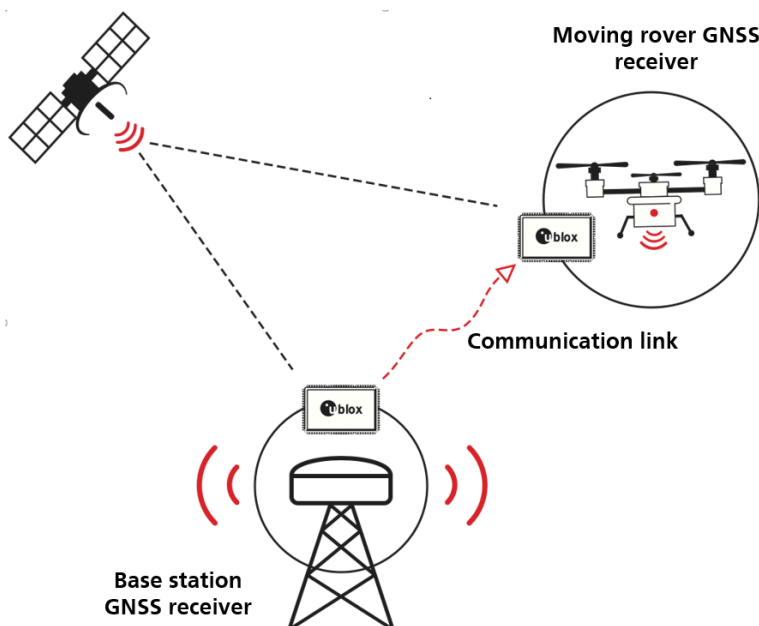 Moving rover GNSS
receiver
ublox
Communication link
ublox
Base station
GNSS receiver